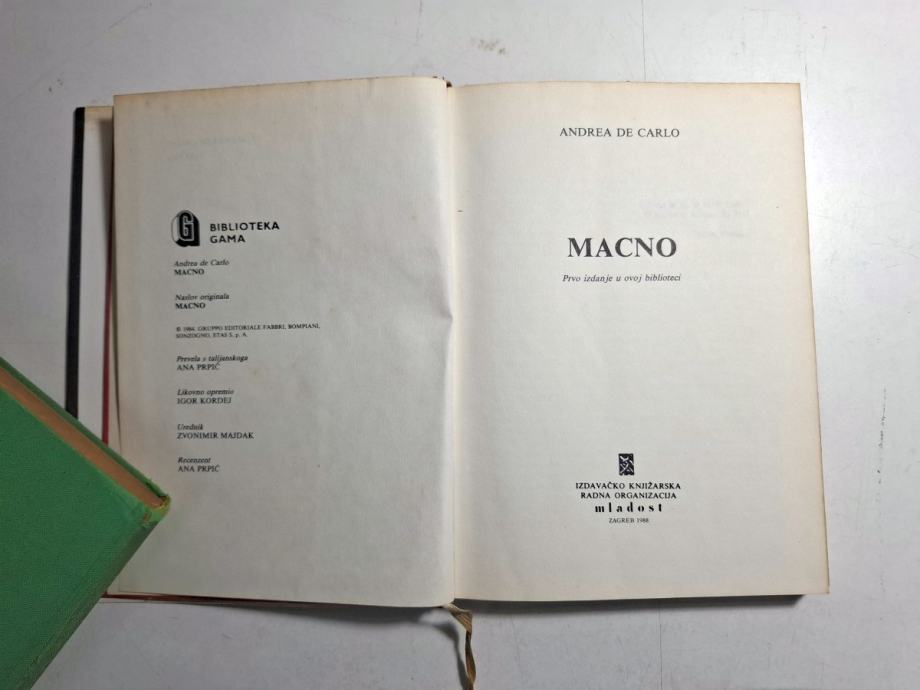 G
BIBLIOTEKA
GAMA
Andrea de Carlo
MACNO
Naslov originala
MACNO
© 1984. GRUPPO EDITORIALE FABBRI, BOMPIANI,
SONZOGNO, ETAS S. p. A.
Prevela s talijanskoga
ANA PRPIĆ
Likovno opremio
IGOR KORDEJ
Urednik
ZVONIMIR MAJDAK
Recenzent
ANA PRPIĆ
ANDREA DE CARLO
MACNO
Prvo izdanje u ovoj biblioteci
IZDAVAČKO KNJIŽARSKA
RADNA ORGANIZACIJA
mladost
ZAGREB 1988